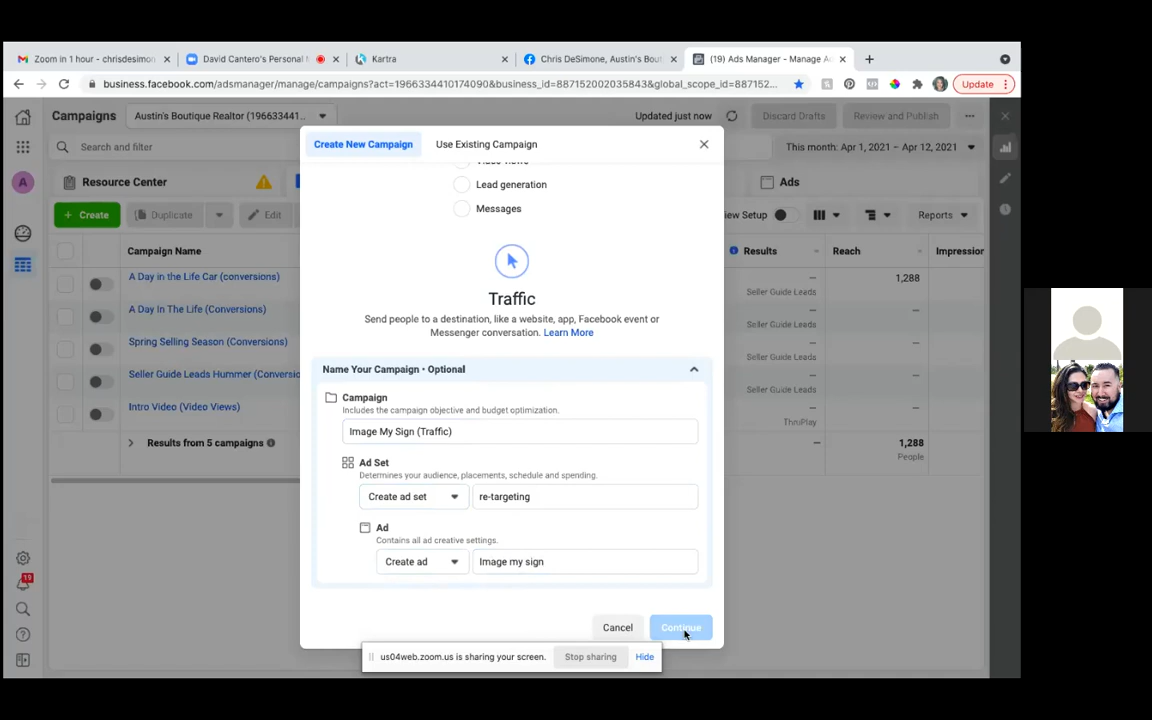 Zoom in 1 hour - chrisdesimon
David Cantero's Personal
Kartra
Chris DeSimone, Austin's Bout
(19) Ads Manager - Manage Ad
business.facebook.com/adsmanager/manage/campaigns?act=1966334410174090&business_id=887152002035843&global_scope_id=887152...
Update
Campaigns
Austin's Boutique Realtor (19663441...
Updated just now
Discard Drafts
Review and Publish
Search and filter
Create New Campaign
Use Existing Campaign
This month: Apr 1, 2021 – Apr 12, 2021
A
Resource Center
Ads
Lead generation
Messages
+ Create
Duplicate
Edit
iew Setup
Reports
Campaign Name
Results
Reach
Impression
A Day in the Life Car (conversions)
—
1,288
Seller Guide Leads
A Day In The Life (Conversions)
—
—
Seller Guide Leads
Spring Selling Season (Conversions)
—
—
Seller Guide Leads
Seller Guide Leads Hummer (Conversio
—
—
Seller Guide Leads
Intro Video (Video Views)
—
—
ThruPlay
Results from 5 campaigns
—
1,288
People
Traffic
Send people to a destination, like a website, app, Facebook event or
Messenger conversation. Learn More
Name Your Campaign • Optional
Campaign
Includes the campaign objective and budget optimization.
Image My Sign (Traffic)
Ad Set
Determines your audience, placements, schedule and spending.
Create ad set
re-targeting
Ad
Contains all ad creative settings.
Create ad
Image my sign
19
Cancel
Continue
us04web.zoom.us is sharing your screen.
Stop sharing
Hide